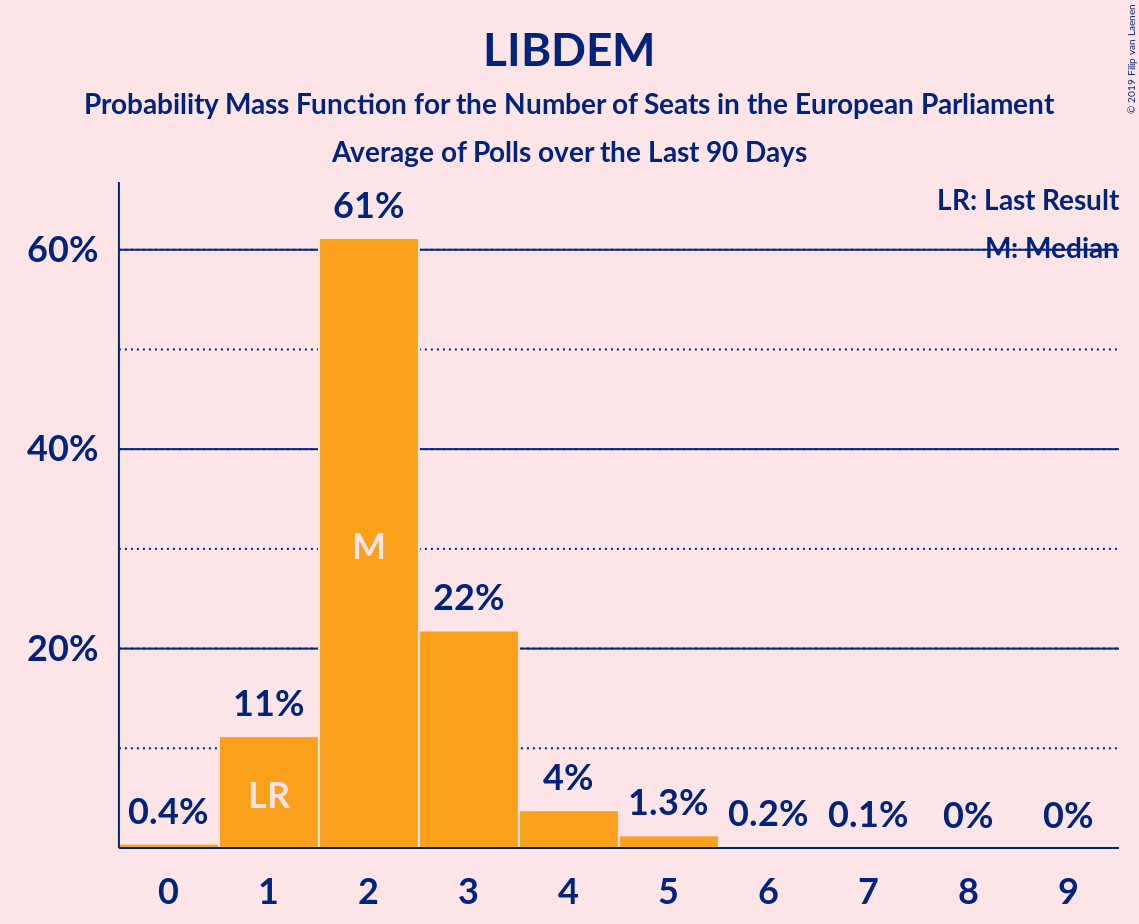 LIBDEM
Probability Mass Function for the Number of Seats in the European Parliament
Average of Polls over the Last 90 Days
© 2019 Filip van Laenen
LR: Last Result
M: Median
60%
40%
20%
0.4%
11%
61%
22%
4%
1.3%
0.2%
0.1%
0%
0%
LR
M
0 1 2 3 4 5 6 7 8 9